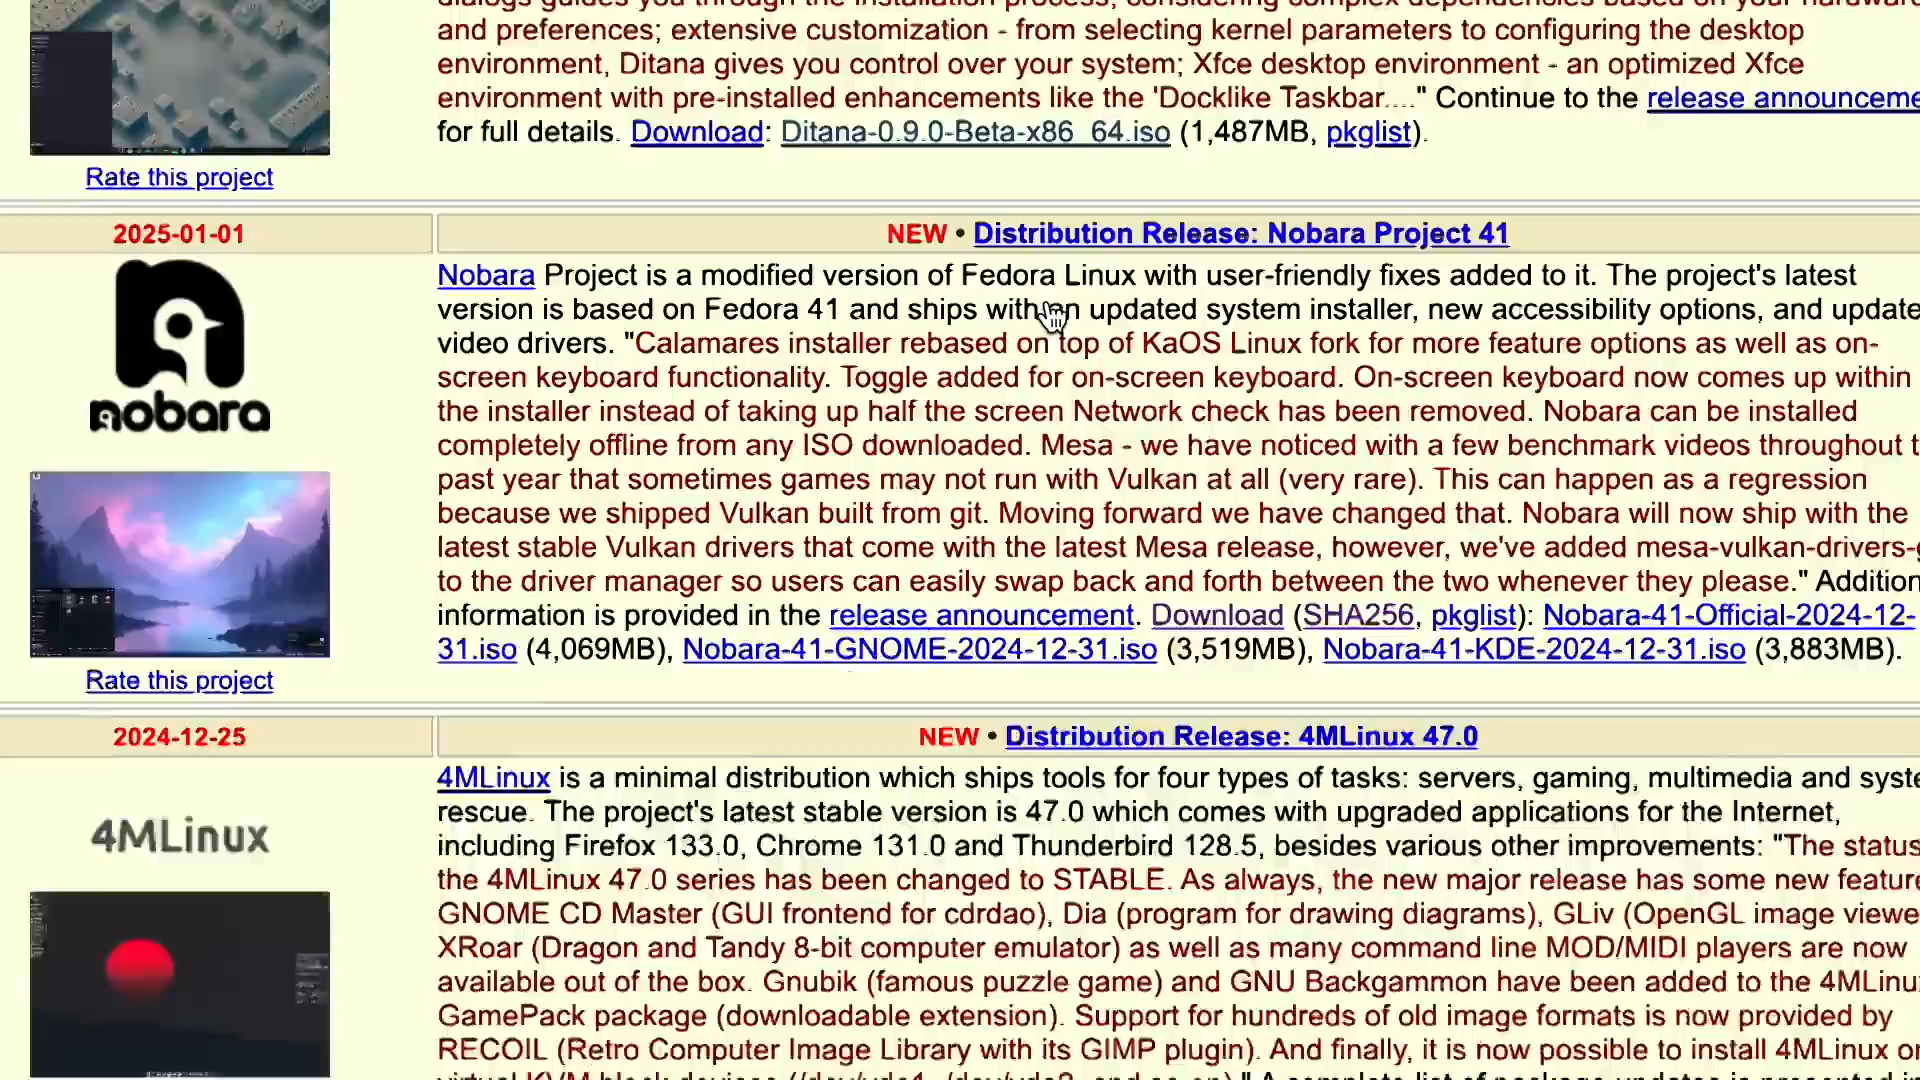 and preferences; extensive customization - from selecting kernel parameters to configuring the desktop
environment, Ditana gives you control over your system; Xfce desktop environment - an optimized Xfce
environment with pre-installed enhancements like the 'Docklike Taskbar...." Continue to the release announceme
for full details. Download: Ditana-0.9.0-Beta-x86_64.iso (1,487MB, pkglist).
Rate this project
2025-01-01
NEW • Distribution Release: Nobara Project 41
nobara
Nobara Project is a modified version of Fedora Linux with user-friendly fixes added to it. The project's latest
version is based on Fedora 41 and ships with an updated system installer, new accessibility options, and update
video drivers. "Calamares installer rebased on top of KaOS Linux fork for more feature options as well as on-
screen keyboard functionality. Toggle added for on-screen keyboard. On-screen keyboard now comes up within
the installer instead of taking up half the screen Network check has been removed. Nobara can be installed
completely offline from any ISO downloaded. Mesa - we have noticed with a few benchmark videos throughout t
past year that sometimes games may not run with Vulkan at all (very rare). This can happen as a regression
because we shipped Vulkan built from git. Moving forward we have changed that. Nobara will now ship with the
latest stable Vulkan drivers that come with the latest Mesa release, however, we've added mesa-vulkan-drivers-
to the driver manager so users can easily swap back and forth between the two whenever they please." Addition
information is provided in the release announcement. Download (SHA256, pkglist): Nobara-41-Official-2024-12-
31.iso (4,069MB), Nobara-41-GNOME-2024-12-31.iso (3,519MB), Nobara-41-KDE-2024-12-31.iso (3,883MB).
Rate this project
2024-12-25
NEW • Distribution Release: 4MLinux 47.0
4MLinux
4MLinux is a minimal distribution which ships tools for four types of tasks: servers, gaming, multimedia and syste
rescue. The project's latest stable version is 47.0 which comes with upgraded applications for the Internet,
including Firefox 133.0, Chrome 131.0 and Thunderbird 128.5, besides various other improvements: "The status
the 4MLinux 47.0 series has been changed to STABLE. As always, the new major release has some new feature
GNOME CD Master (GUI frontend for cdrdao), Dia (program for drawing diagrams), GLiv (OpenGL image viewe
XRoar (Dragon and Tandy 8-bit computer emulator) as well as many command line MOD/MIDI players are now
available out of the box. Gnubik (famous puzzle game) and GNU Backgammon have been added to the 4MLinu
GamePack package (downloadable extension). Support for hundreds of old image formats is now provided by
RECOIL (Retro Computer Image Library with its GIMP plugin). And finally, it is now possible to install 4MLinux o